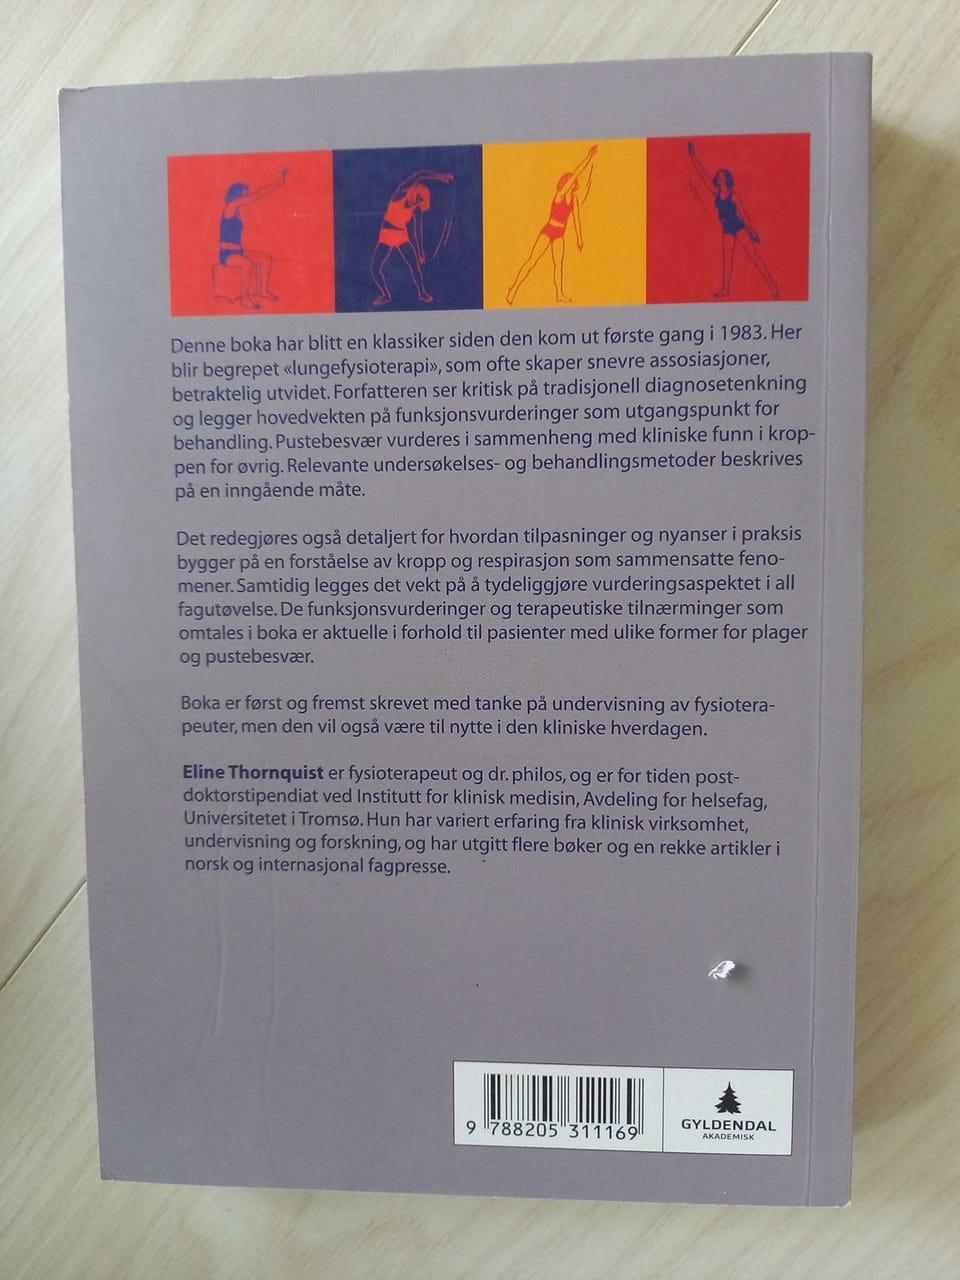 Denne boka har blitt en klassiker siden den kom ut første gang i 1983. Her
blir begrepet «lungefysioterapi», som ofte skaper snevre assosiasjoner,
betraktelig utvidet. Forfatteren ser kritisk på tradisjonell diagnosetenkning
og legger hovedvekten på funksjonsvurderinger som utgangspunkt for
behandling. Pustebesvær vurderes i sammenheng med kliniske funn i krop-
pen for øvrig. Relevante undersøkelses- og behandlingsmetoder beskrives
på en inngående måte.
Det redegjøres også detaljert for hvordan tilpasninger og nyanser i praksis
bygger på en forståelse av kropp og respirasjon som sammensatte feno-
mener. Samtidig legges det vekt på å tydeliggjøre vurderingsaspektet i all
fagutøvelse. De funksjonsvurderinger og terapeutiske tilnærminger som
omtales i boka er aktuelle i forhold til pasienter med ulike former for plager
og pustebesvær.
Boka er først og fremst skrevet med tanke på undervisning av fysiotera-
peuter, men den vil også være til nytte i den kliniske hverdagen.
Eline Thornquist er fysioterapeut og dr. philos, og er for tiden post-
doktorstipendiat ved Institutt for klinisk medisin, Avdeling for helsefag,
Universitetet i Tromsø. Hun har variert erfaring fra klinisk virksomhet,
undervisning og forskning, og har utgitt flere bøker og en rekke artikler i
norsk og internasjonal fagpresse.
9 788205 311169
GYLDENDAL
AKADEMISK